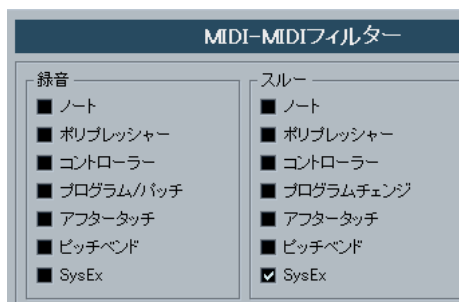 MIDI-MIDIフィルター
録音
ノート
ポリプレッシャー
コントローラー
プログラム/パッチ
アフタータッチ
ピッチベンド
SysEx
スルー
ノート
ポリプレッシャー
コントローラー
プログラムチェンジ
アフタータッチ
ピッチベンド
SysEx